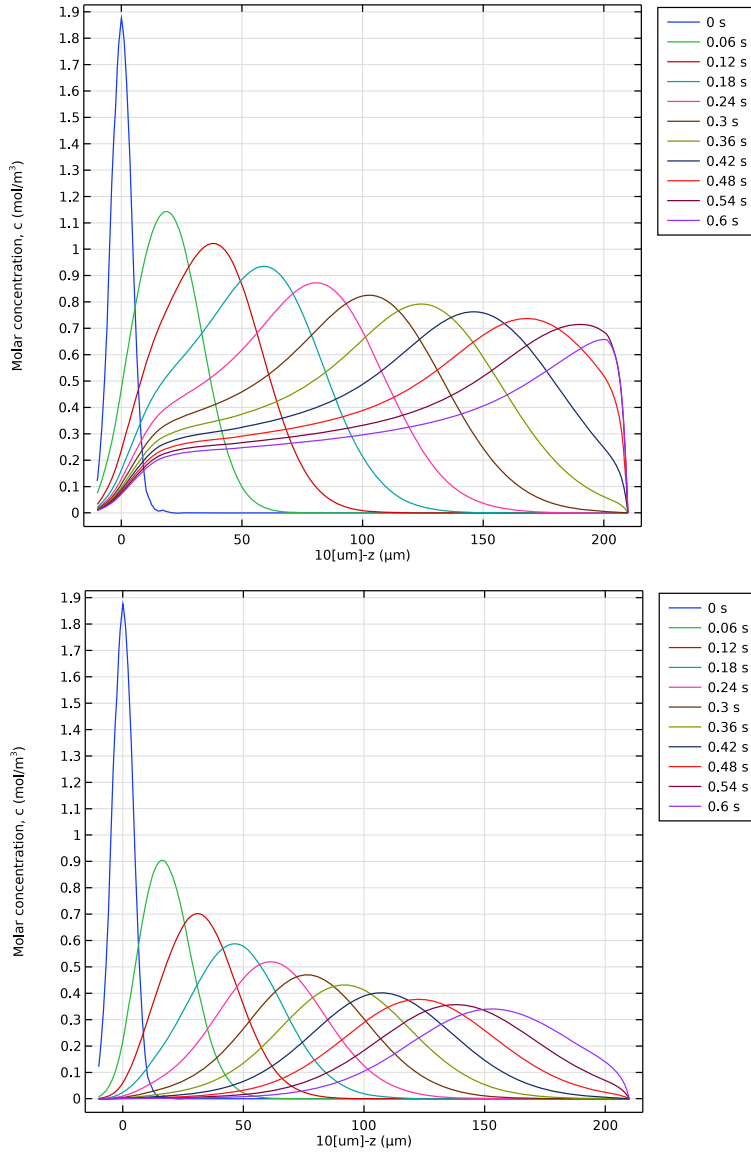 1.9
1.8
1.7
1.6
1.5
1.4
1.3
1.2
1.1
1
0.9
0.8
0.7
0.6
0.5
0.4
0.3
0.2
0.1
0
Molar concentration, c (mol/m³)
0 50 100 150 200
10[um]-z (µm)
0 s
0.06 s
0.12 s
0.18 s
0.24 s
0.3 s
0.36 s
0.42 s
0.48 s
0.54 s
0.6 s
1.9
1.8
1.7
1.6
1.5
1.4
1.3
1.2
1.1
1
0.9
0.8
0.7
0.6
0.5
0.4
0.3
0.2
0.1
0
Molar concentration, c (mol/m³)
0 50 100 150 200
10[um]-z (µm)
0 s
0.06 s
0.12 s
0.18 s
0.24 s
0.3 s
0.36 s
0.42 s
0.48 s
0.54 s
0.6 s